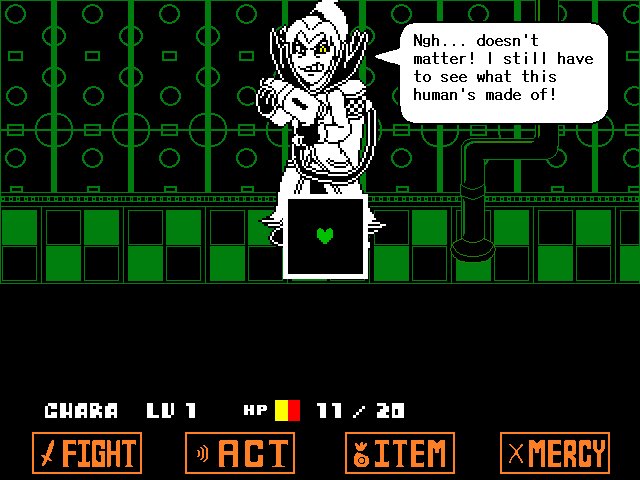 Ngh... doesn't
matter! I still have
to see what this
human's made of!
CHARA LV 1 HP 11 / 20
FIGHT ACT ITEM MERCY